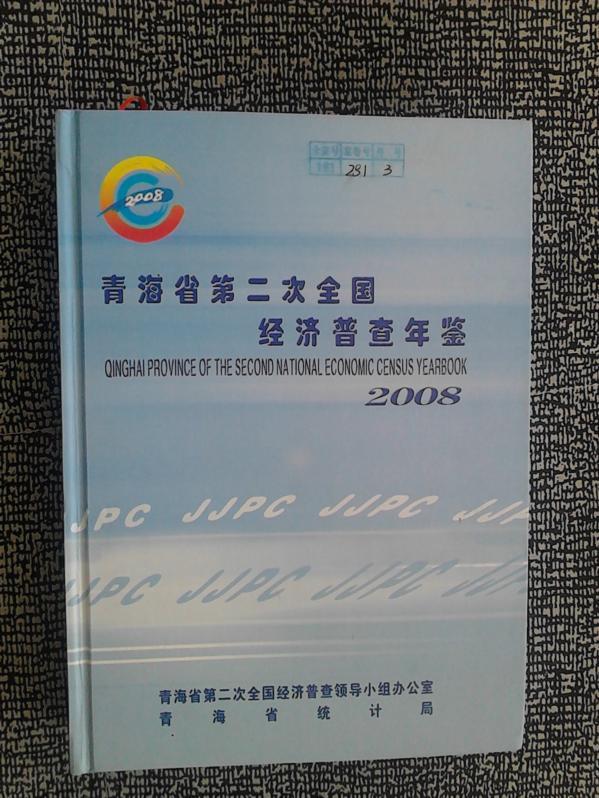 2008
281 3
青海省第二次全国
经济普查年鉴
QINGHAI PROVINCE OF THE SECOND NATIONAL ECONOMIC CENSUS YEARBOOK
2008
JJPC JJPC JJPC JJ
JJPC JJPC JJPC JJ
青海省第二次全国经济普查领导小组办公室
青海省统计局